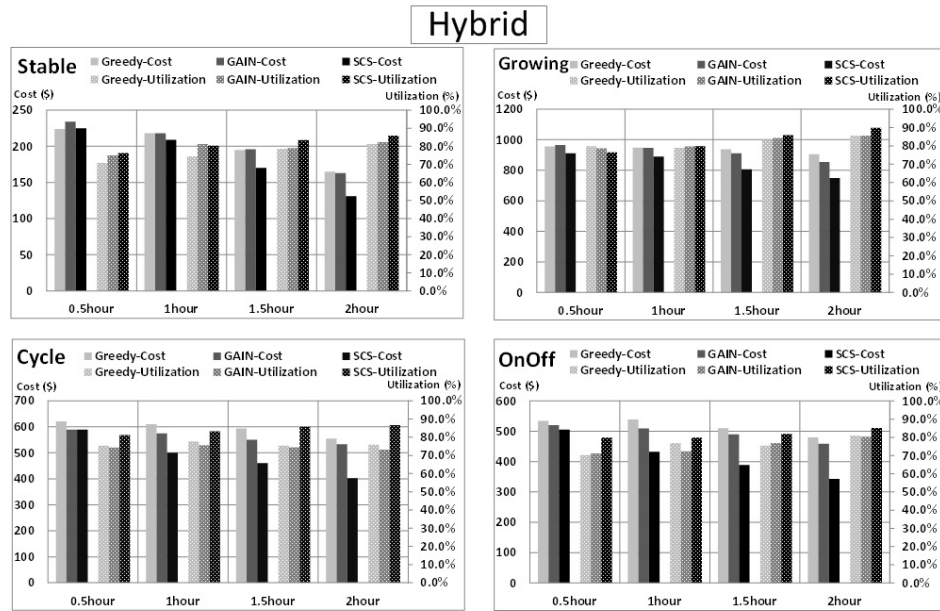 Hybrid
Stable
Greedy-Cost GAIN-Cost SCS-Cost
Greedy-Utilization GAIN-Utilization SCS-Utilization
Cost ($) Utilization (%)
250 100.0%
90.0%
200 80.0%
70.0%
150 60.0%
50.0%
100 40.0%
30.0%
50 20.0%
10.0%
0 0.0%
0.5hour 1hour 1.5hour 2hour
Growing
Greedy-Cost GAIN-Cost SCS-Cost
Greedy-Utilization GAIN-Utilization SCS-Utilization
Cost ($) Utilization (%)
1200 100.0%
90.0%
1000 80.0%
800 70.0%
60.0%
600 50.0%
40.0%
400 30.0%
200 20.0%
10.0%
0 0.0%
0.5hour 1hour 1.5hour 2hour
Cycle
Greedy-Cost GAIN-Cost SCS-Cost
Greedy-Utilization GAIN-Utilization SCS-Utilization
Cost ($) Utilization (%)
700 100.0%
600 90.0%
80.0%
500 70.0%
400 60.0%
50.0%
300 40.0%
200 30.0%
20.0%
100 10.0%
0 0.0%
0.5hour 1hour 1.5hour 2hour
OnOff
Greedy-Cost GAIN-Cost SCS-Cost
Greedy-Utilization GAIN-Utilization SCS-Utilization
Cost ($) Utilization (%)
600 100.0%
90.0%
500 80.0%
400 70.0%
60.0%
300 50.0%
40.0%
200 30.0%
100 20.0%
10.0%
0 0.0%
0.5hour 1hour 1.5hour 2hour